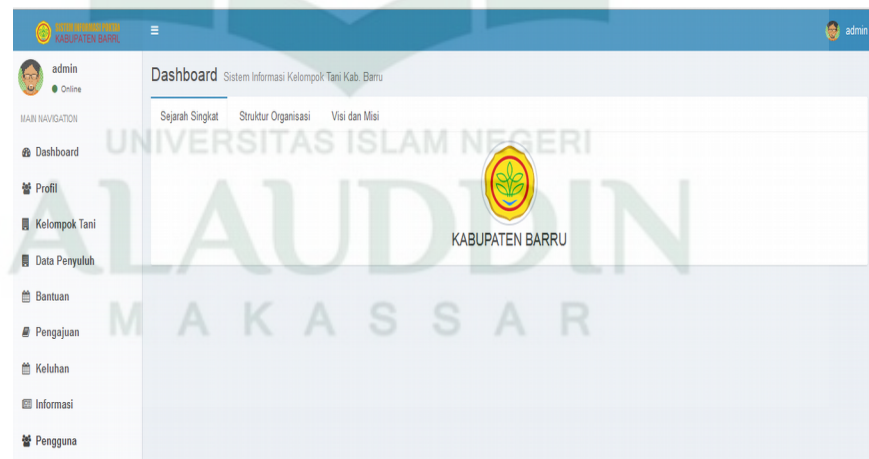 KABUPATEN BARRU
admin
admin
Online
MAIN NAVIGATION
Dashboard
Profil
Kelompok Tani
Data Penyuluh
Bantuan
Pengajuan
Keluhan
Informasi
Pengguna
Dashboard Sistem Informasi Kelompok Tani Kab. Barru
Sejarah Singkat Struktur Organisasi Visi dan Misi
KABUPATEN BARRU
UNIVERSITAS ISLAM NEGERI
ALAUDDIN
MAKASSAR